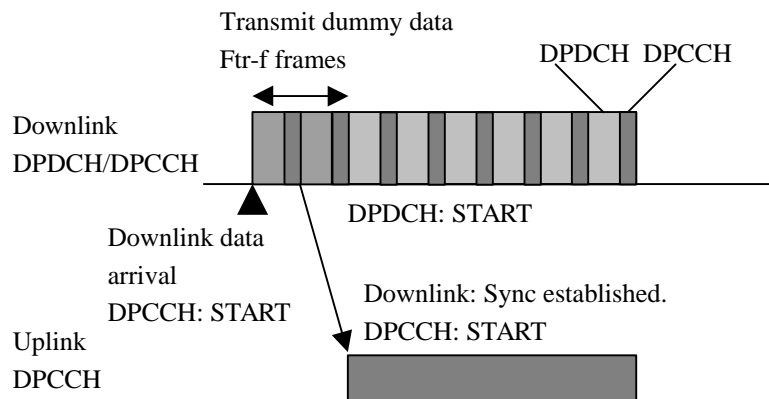 Transmit dummy data
Ftr-f frames
DPDCH DPCCH
Downlink
DPDCH/DPCCH
DPDCH: START
Downlink data
arrival
DPCCH: START
Downlink: Sync established.
DPCCH: START
Uplink
DPCCH